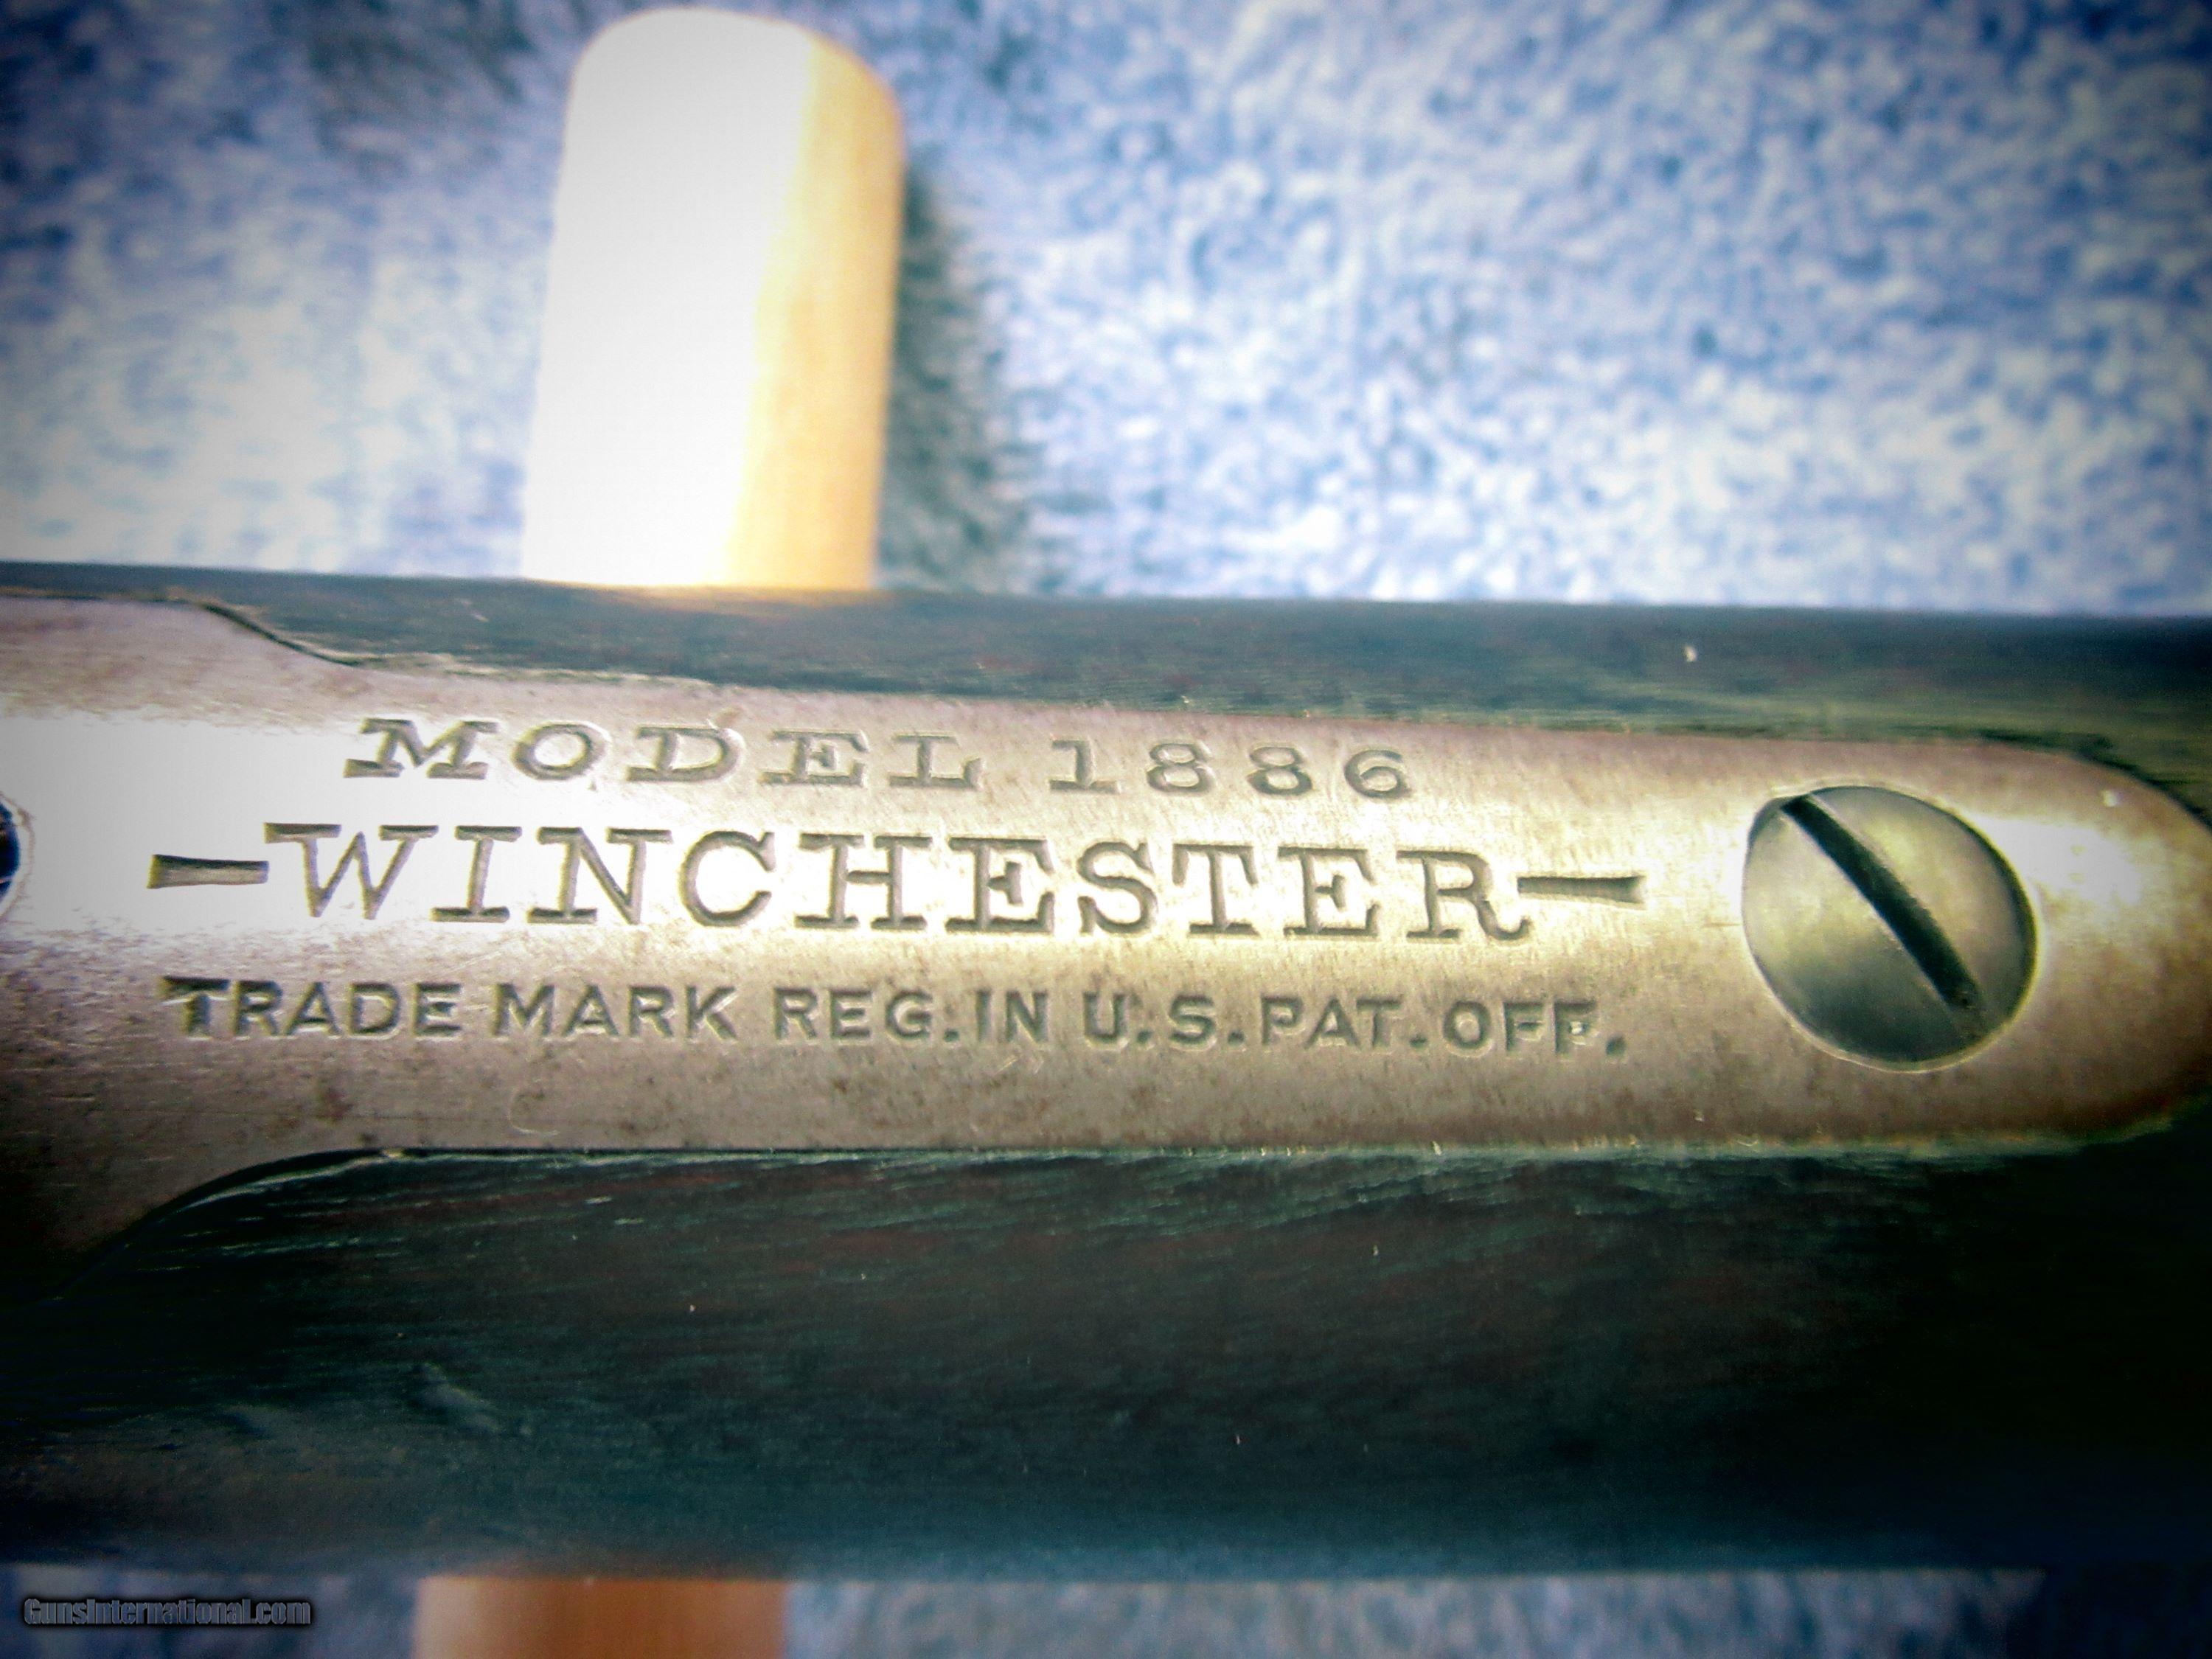 MODEL 1886
-WINCHESTER-
TRADE MARK REG. IN U.S. PAT. OFF.
GunsInternational.com